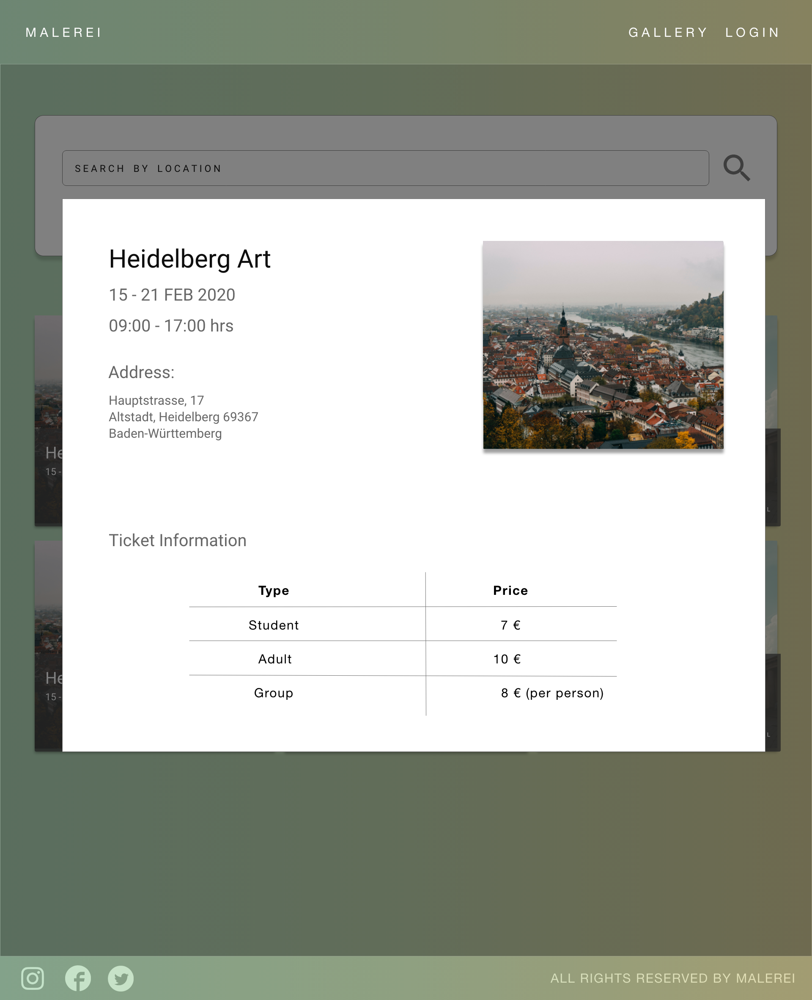 MALEREI
GALLERY LOGIN
SEARCH BY LOCATION
Heidelberg Art
15 - 21 FEB 2020
09:00 - 17:00 hrs
Address:
Hauptstrasse, 17
Altstadt, Heidelberg 69367
Baden-Württemberg
He
15 -
L
Ticket Information
Type Price
Student 7 €
Adult 10 €
Group 8 € (per person)
He
15 -
L
ALL RIGHTS RESERVED BY MALEREI